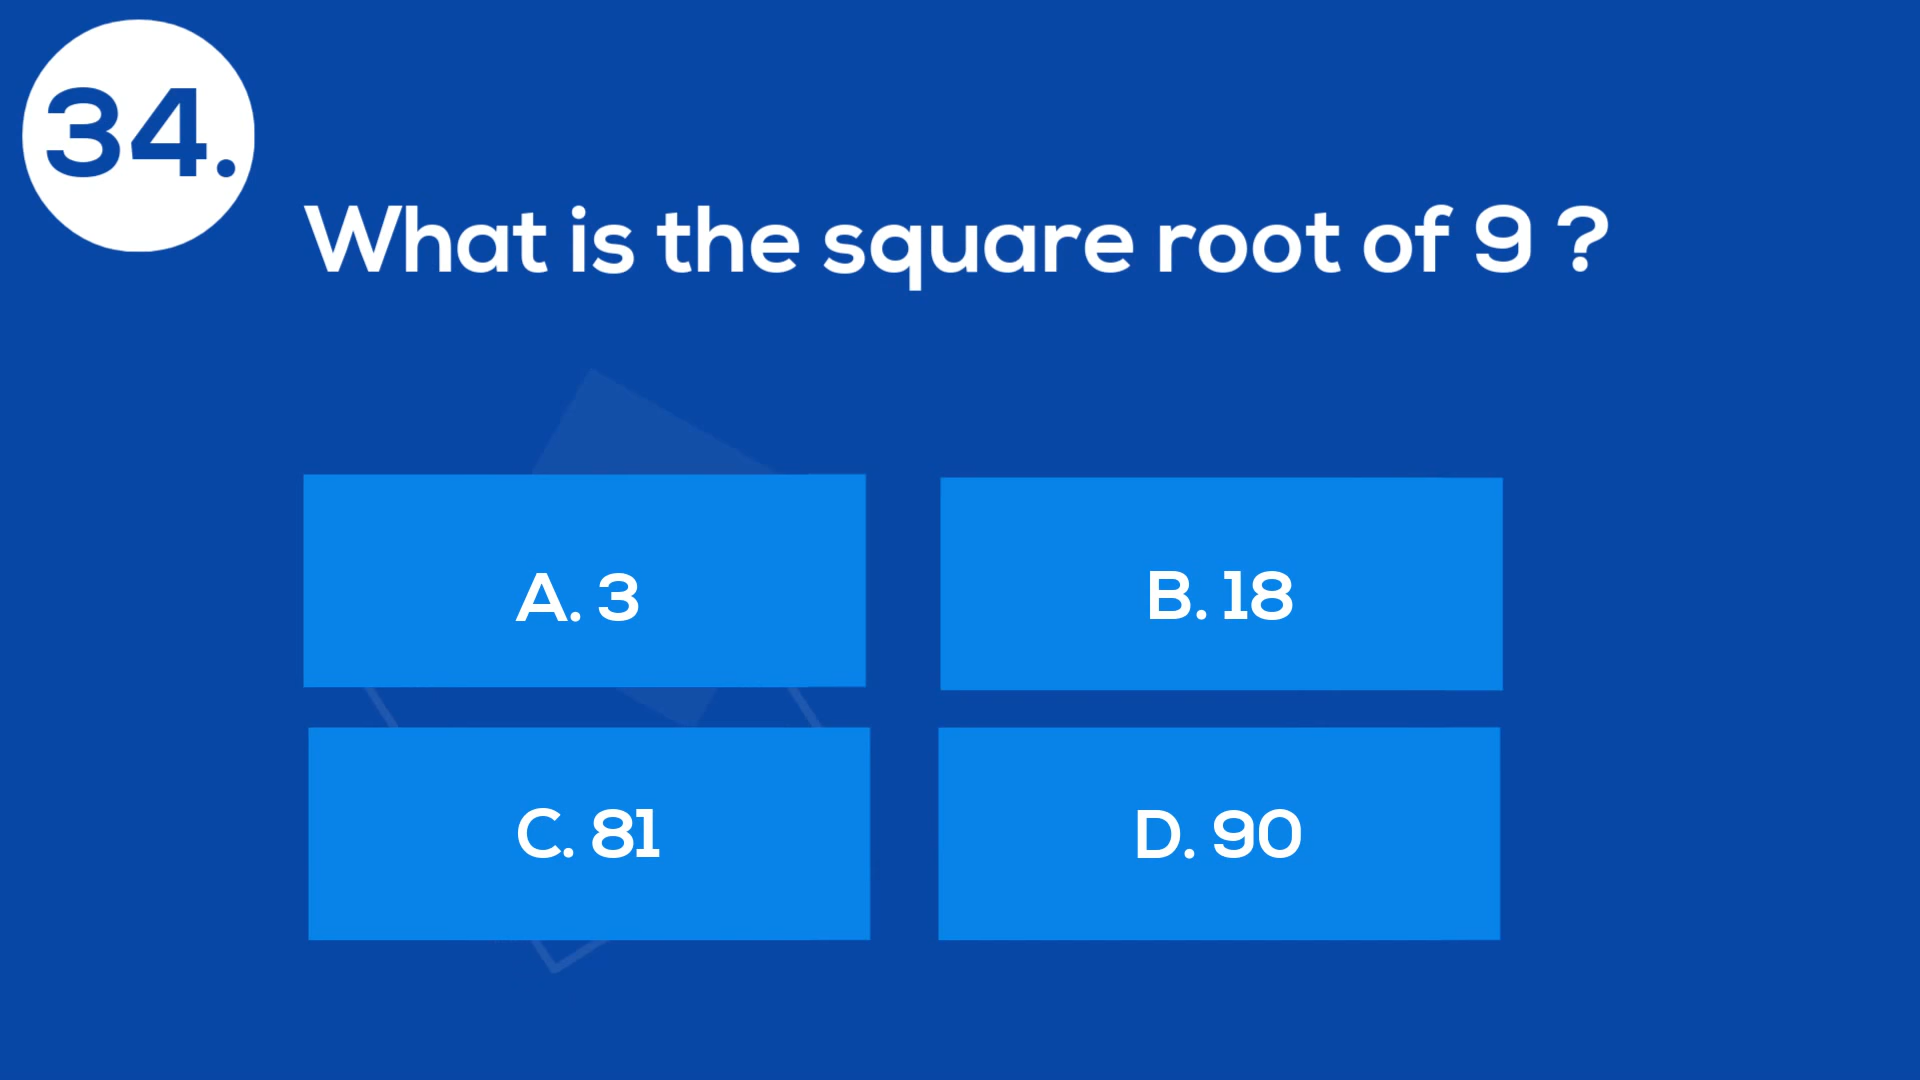 34.
What is the square root of 9 ?
A. 3
B. 18
C. 81
D. 90